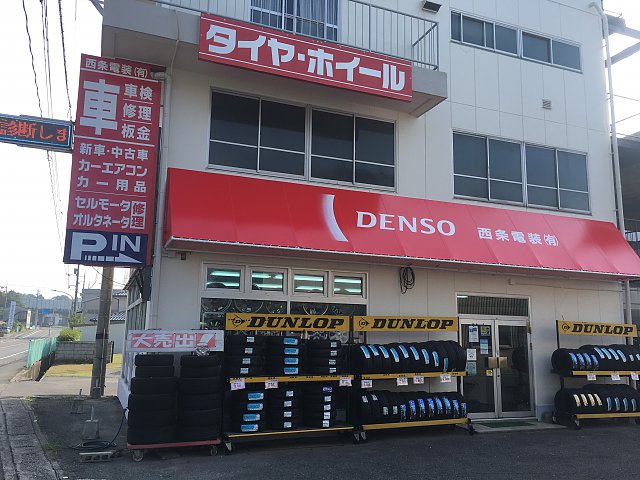 タイヤ・ホイール
西条電装(有)
車 車検
修理
板金
新車・中古車
カーエアコン
カー用品
セルモータ
オルタネータ
修理
P IN
診断しま
DENSO 西条電装(有)
大売出!
DUNLOP
DUNLOP
DUNLOP